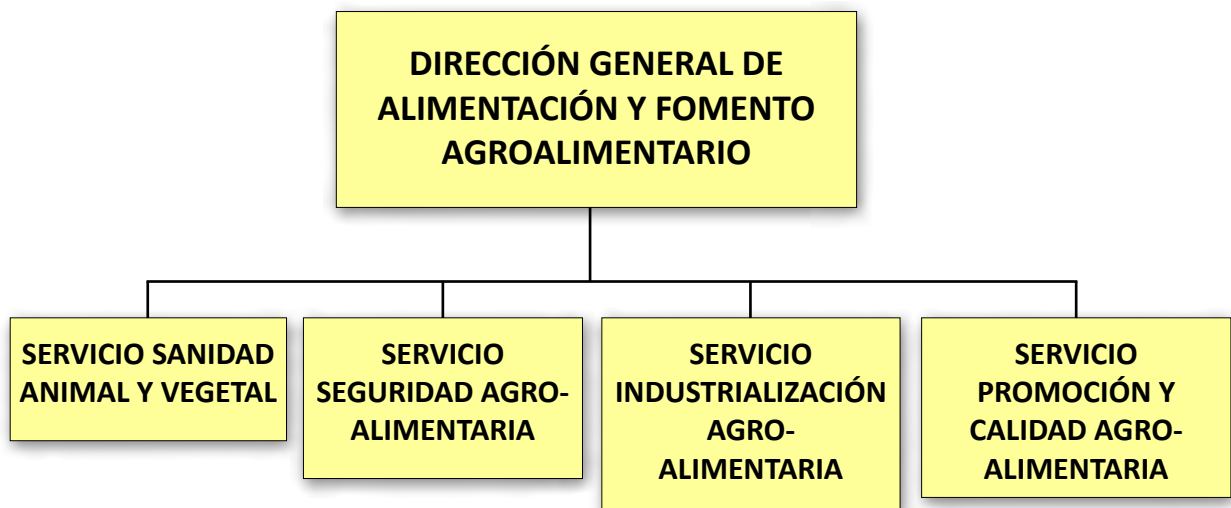 DIRECCIÓN GENERAL DE
ALIMENTACIÓN Y FOMENTO
AGROALIMENTARIO
SERVICIO SANIDAD
ANIMAL Y VEGETAL
SERVICIO
SEGURIDAD AGRO-
ALIMENTARIA
SERVICIO
INDUSTRIALIZACIÓN
AGRO-
ALIMENTARIA
SERVICIO
PROMOCIÓN Y
CALIDAD AGRO-
ALIMENTARIA